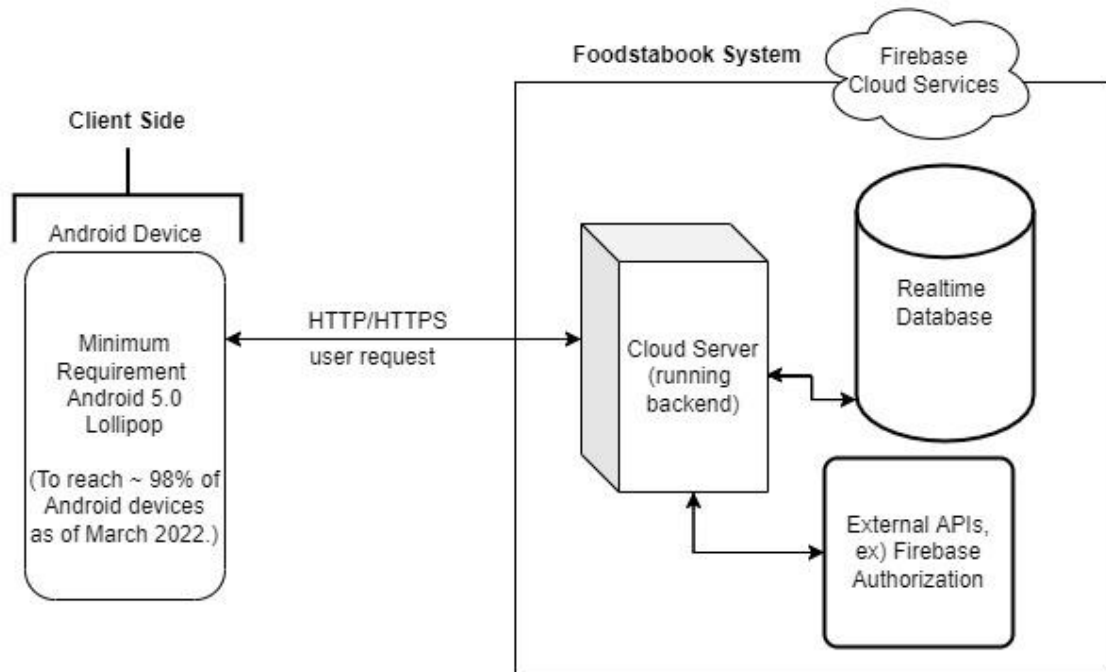 Foodstabook System
Firebase
Cloud Services
Client Side
Android Device
Minimum
Requirement
Android 5.0
Lollipop
(To reach ~ 98% of
Android devices
as of March 2022.)
HTTP/HTTPS
user request
Cloud Server
(running
backend)
Realtime
Database
External APIs,
ex) Firebase
Authorization